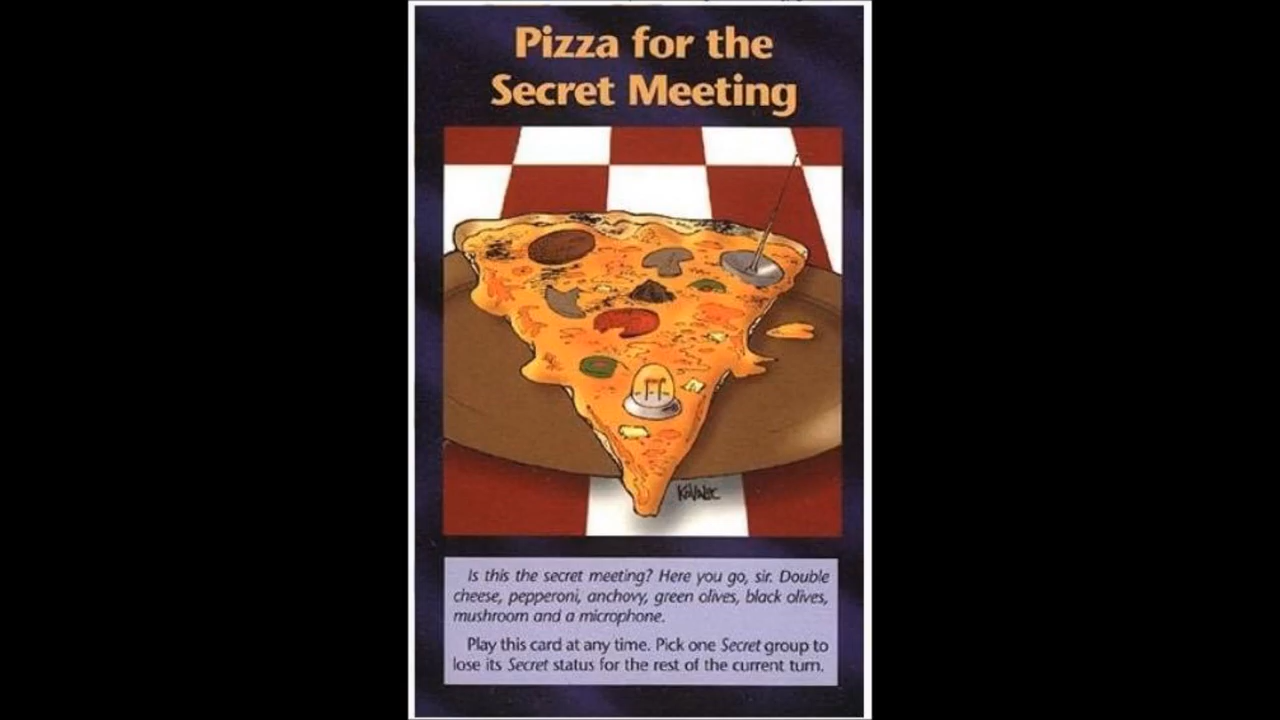 Pizza for the
Secret Meeting
Kovalic
Is this the secret meeting? Here you go, sir. Double
cheese, pepperoni, anchovy, green olives, black olives,
mushroom and a microphone.
Play this card at any time. Pick one Secret group to
lose its Secret status for the rest of the current turn.